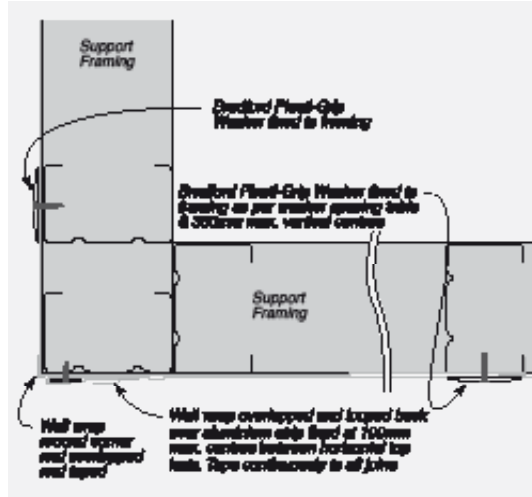 Support
Framing
Bradford Plasti-Grip
Washer fixed to framing
Bradford Plasti-Grip Washer fixed to
framing as per washer spacing table
& 300mm max. vertical centres
Support
Framing
Wall wrap
around corner
and overlapped
and taped
Wall wrap overlapped and looped back
over aluminium strip fixed at 700mm
max. centres between horizontal top
hats. Tape continuously to all joins